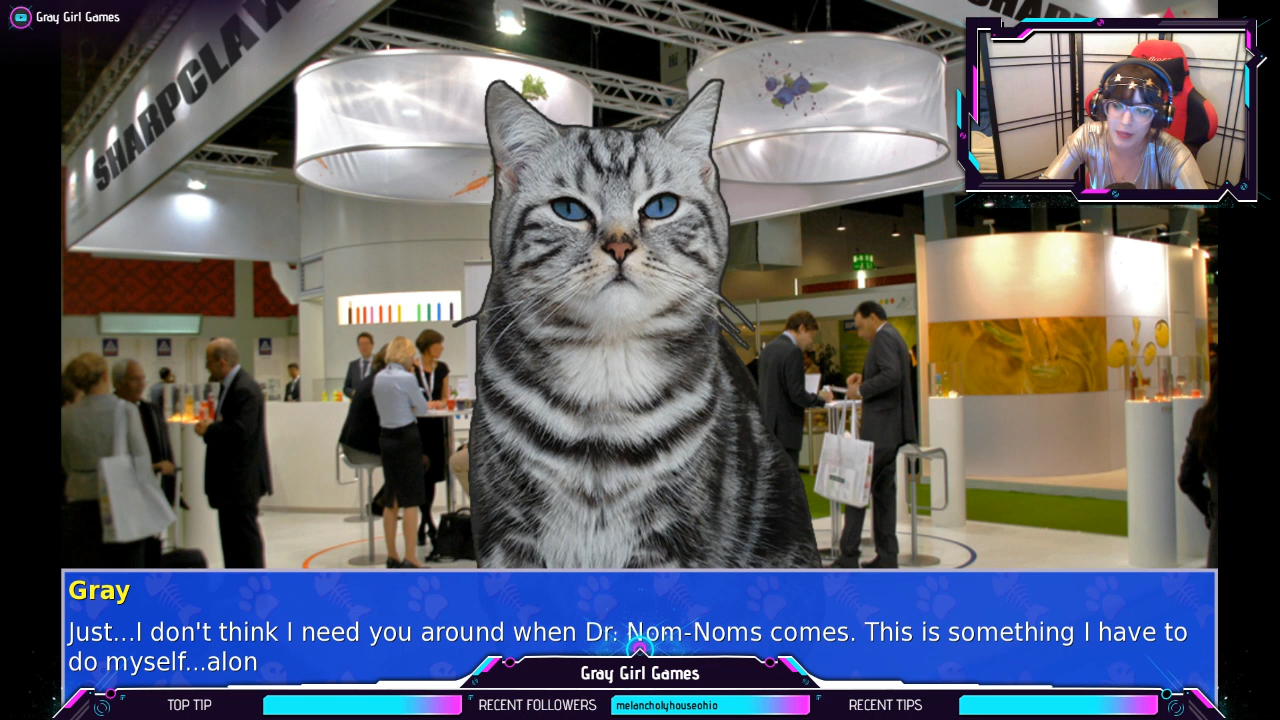 Gray Girl Games
SHARPCLAW
SHAR
Gray
Just...I don't think I need you around when Dr. Nom-Noms comes. This is something I have to
do myself...alon
Gray Girl Games
TOP TIP
RECENT FOLLOWERS
melancholyhouseohio
RECENT TIPS